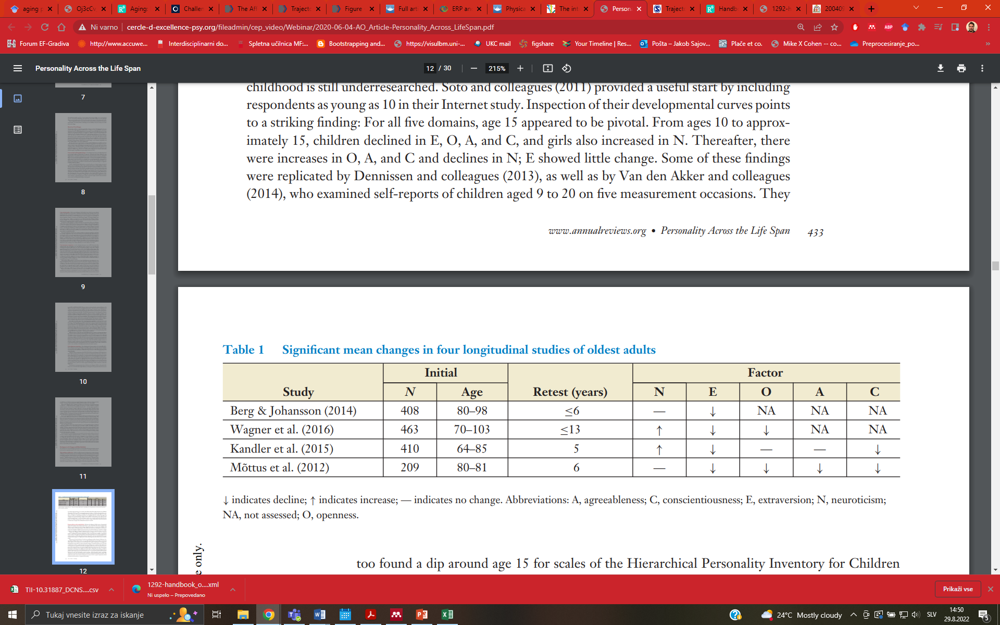 aging p
Oj3cCv
Aging:
Challen
The Aff
Trajecto
Figure
Full arti
ERP an
Physica
The int
Person
Trajecta
Handb
1292-h
200409
Ni varno
cercle-d-excellence-psy.org/fileadmin/cep_video/Webinar/2020-06-04-AO_Article-Personality_Across_LifeSpan.pdf
ABP
Forum EF-Gradiva
http://www.accuwe...
Interdisciplinarni do...
Spletna učilnica MF:...
Bootstrapping and...
https://visulbm.uni-...
UKC mail
figshare
Your Timeline | Res...
Pošta – Jakob Sajov...
Plače et co.
Mike X Cohen -- co...
Preprocesiranje_po...
»
Personality Across the Life Span
12 / 30
215%
7
8
9
10
11
12
childhood is still underresearched. Soto and colleagues (2011) provided a useful start by including
respondents as young as 10 in their Internet study. Inspection of their developmental curves points
to a striking finding: For all five domains, age 15 appeared to be pivotal. From ages 10 to approx-
imately 15, children declined in E, O, A, and C, and girls also increased in N. Thereafter, there
were increases in O, A, and C and declines in N; E showed little change. Some of these findings
were replicated by Dennissen and colleagues (2013), as well as by Van den Akker and colleagues
(2014), who examined self-reports of children aged 9 to 20 on five measurement occasions. They
www.annualreviews.org • Personality Across the Life Span 433
Table 1 Significant mean changes in four longitudinal studies of oldest adults
Initial Factor
Study N Age Retest (years) N E O A C
Berg & Johansson (2014) 408 80–98 ≤6 — ↓ NA NA NA
Wagner et al. (2016) 463 70–103 ≤13 ↑ ↓ ↓ NA NA
Kandler et al. (2015) 410 64–85 5 ↑ ↓ — — ↓
Mõttus et al. (2012) 209 80–81 6 — ↓ ↓ ↓ ↓
↓ indicates decline; ↑ indicates increase; — indicates no change. Abbreviations: A, agreeableness; C, conscientiousness; E, extraversion; N, neuroticism;
NA, not assessed; O, openness.
e only.
too found a dip around age 15 for scales of the Hierarchical Personality Inventory for Children
TII-10.31887_DCNS....csv
1292-handbook_o....xml
Ni uspelo – Prepovedano
Prikaži vse
Tukaj vnesite izraz za iskanje
24°C Mostly cloudy
SLV
14:50
29.8.2022
5